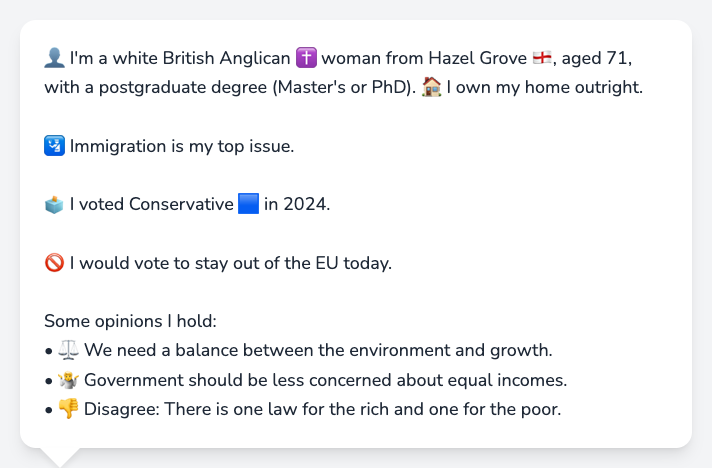 👤 I'm a white British Anglican ✝️ woman from Hazel Grove 🏴󠁧󠁢󠁥󠁮󠁧󠁿, aged 71,
with a postgraduate degree (Master's or PhD). 🏠 I own my home outright.
🛂 Immigration is my top issue.
🗳️ I voted Conservative 🟦 in 2024.
🚫 I would vote to stay out of the EU today.
Some opinions I hold:
• ⚖️ We need a balance between the environment and growth.
• 🤷 Government should be less concerned about equal incomes.
• 👎 Disagree: There is one law for the rich and one for the poor.